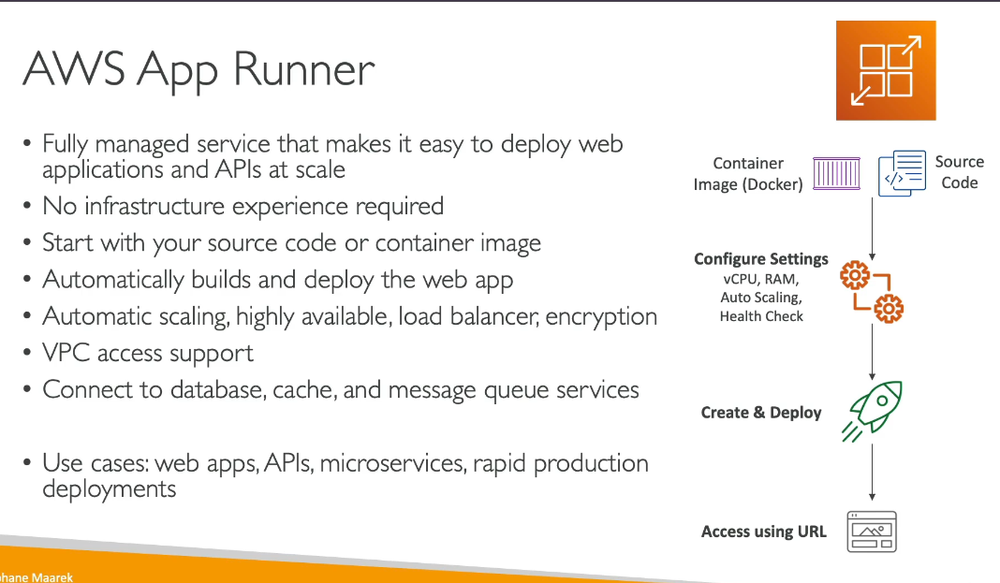 AWS App Runner
• Fully managed service that makes it easy to deploy web
applications and APIs at scale
• No infrastructure experience required
• Start with your source code or container image
• Automatically builds and deploy the web app
• Automatic scaling, highly available, load balancer, encryption
• VPC access support
• Connect to database, cache, and message queue services
• Use cases: web apps, APIs, microservices, rapid production
deployments
Container
Image (Docker)
Source
Code
Configure Settings
vCPU, RAM,
Auto Scaling,
Health Check
Create & Deploy
Access using URL
hane Maarek